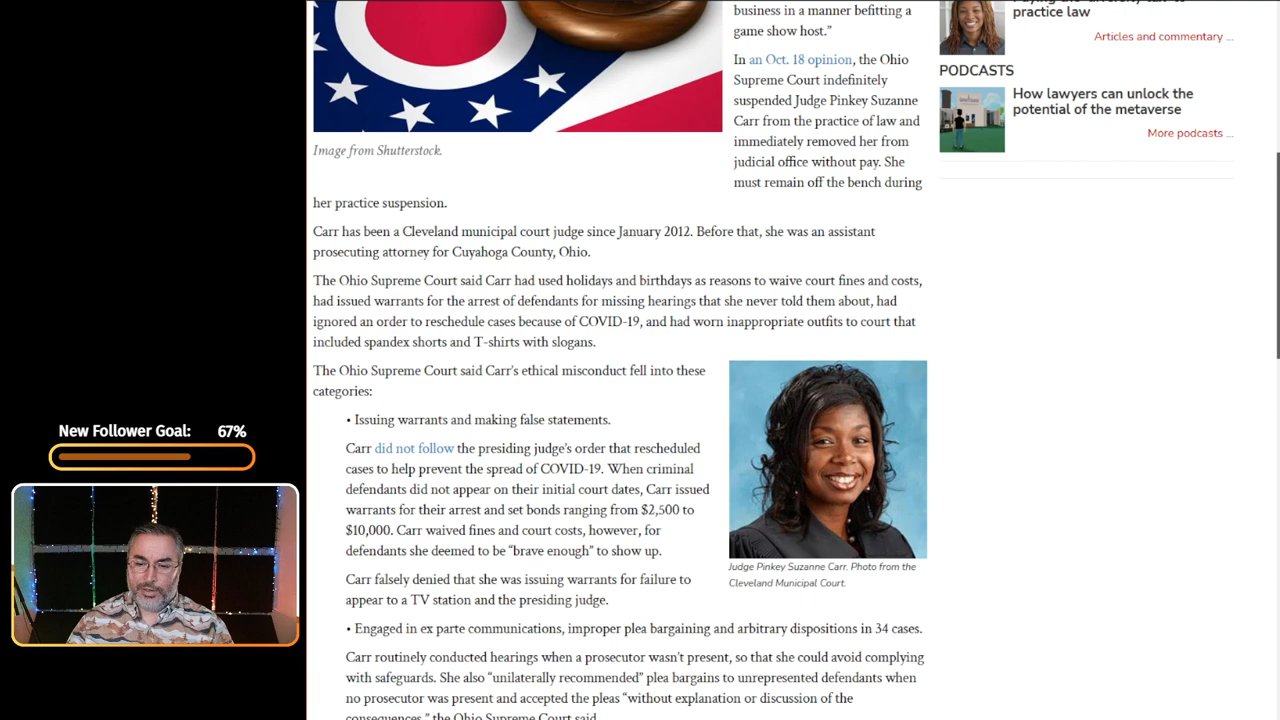 business in a manner befitting a
game show host.”
In an Oct. 18 opinion, the Ohio
Supreme Court indefinitely
suspended Judge Pinkey Suzanne
Carr from the practice of law and
immediately removed her from
judicial office without pay. She
must remain off the bench during
her practice suspension.
Image from Shutterstock.
Carr has been a Cleveland municipal court judge since January 2012. Before that, she was an assistant
prosecuting attorney for Cuyahoga County, Ohio.
The Ohio Supreme Court said Carr had used holidays and birthdays as reasons to waive court fines and costs,
had issued warrants for the arrest of defendants for missing hearings that she never told them about, had
ignored an order to reschedule cases because of COVID-19, and had worn inappropriate outfits to court that
included spandex shorts and T-shirts with slogans.
The Ohio Supreme Court said Carr’s ethical misconduct fell into these
categories:
• Issuing warrants and making false statements.
Carr did not follow the presiding judge’s order that rescheduled
cases to help prevent the spread of COVID-19. When criminal
defendants did not appear on their initial court dates, Carr issued
warrants for their arrest and set bonds ranging from $2,500 to
$10,000. Carr waived fines and court costs, however, for
defendants she deemed to be “brave enough” to show up.
Carr falsely denied that she was issuing warrants for failure to
appear to a TV station and the presiding judge.
Judge Pinkey Suzanne Carr. Photo from the
Cleveland Municipal Court.
• Engaged in ex parte communications, improper plea bargaining and arbitrary dispositions in 34 cases.
Carr routinely conducted hearings when a prosecutor wasn’t present, so that she could avoid complying
with safeguards. She also “unilaterally recommended” plea bargains to unrepresented defendants when
no prosecutor was present and accepted the pleas “without explanation or discussion of the
consequences,” the Ohio Supreme Court said.
practice law
Articles and commentary ...
PODCASTS
How lawyers can unlock the
potential of the metaverse
More podcasts ...
New Follower Goal: 67%